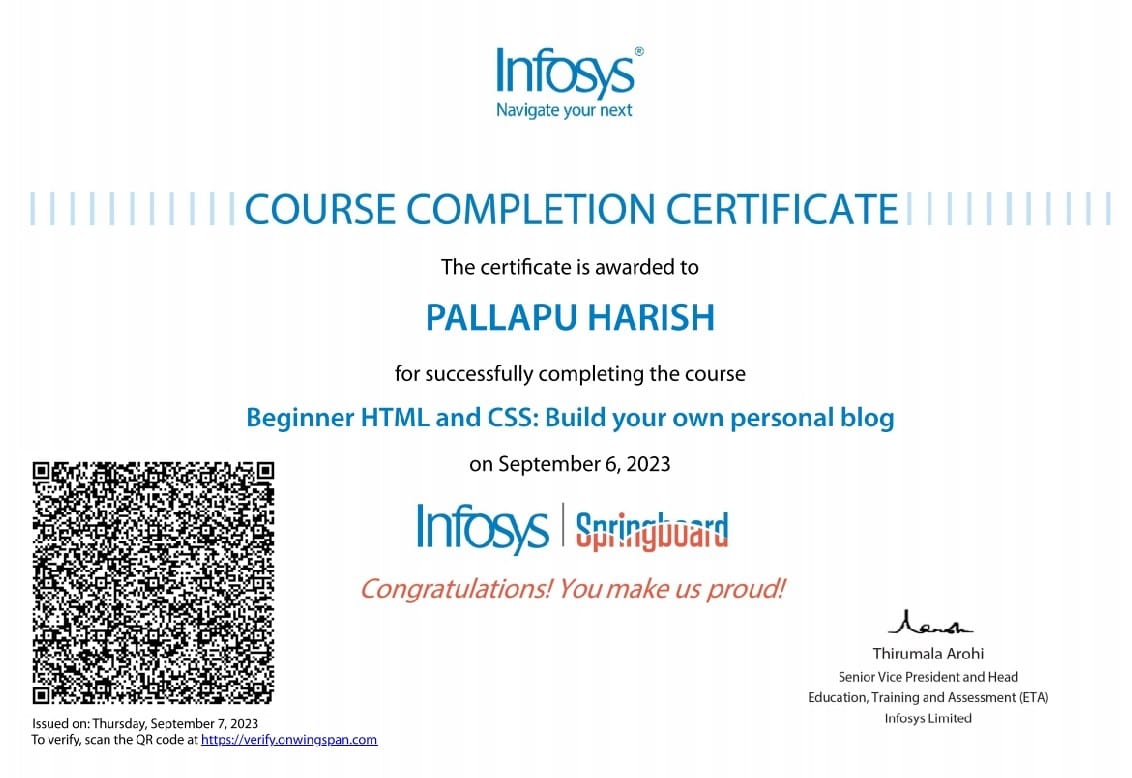 Infosys®
Navigate your next
COURSE COMPLETION CERTIFICATE
The certificate is awarded to
PALLAPU HARISH
for successfully completing the course
Beginner HTML and CSS: Build your own personal blog
on September 6, 2023
Infosys | Springboard
Congratulations! You make us proud!
Thirumala Arohi
Senior Vice President and Head
Education, Training and Assessment (ETA)
Infosys Limited
Issued on: Thursday, September 7, 2023
To verify, scan the QR code at https://verify.onwingspan.com